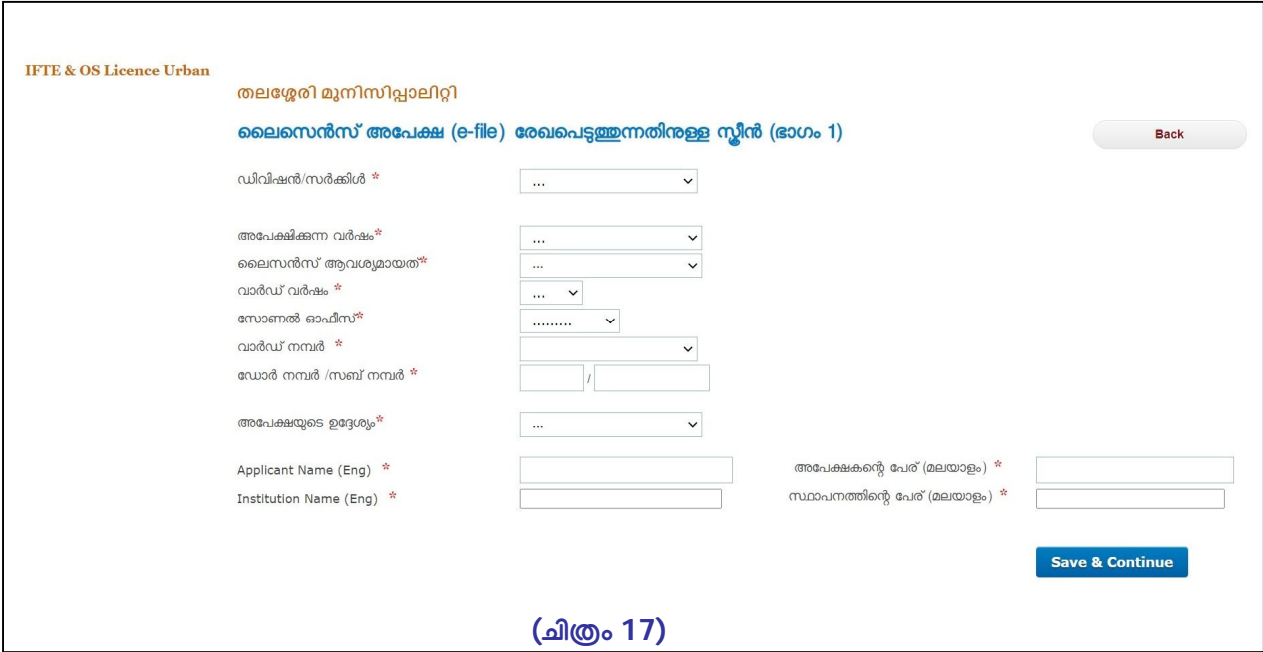 IFTE & OS Licence Urban
തലശ്ശേരി മുനിസിപ്പാലിറ്റി
ലൈസെൻസ് അപേക്ഷ (e-file) രേഖപെടുത്തുന്നതിനുള്ള സ്ക്രീൻ (ഭാഗം 1)
Back
ഡിവിഷൻ/സർക്കിൾ * ...
അപേക്ഷിക്കുന്ന വർഷം* ...
ലൈസൻസ് ആവശ്യമായത്* ...
വാർഡ് വർഷം * ...
സോണൽ ഓഫീസ്* .........
വാർഡ് നമ്പർ *
ഡോർ നമ്പർ /സബ് നമ്പർ * /
അപേക്ഷയുടെ ഉദ്ദേശ്യം* ...
Applicant Name (Eng) * അപേക്ഷകന്റെ പേര് (മലയാളം) *
Institution Name (Eng) * സ്ഥാപനത്തിന്റെ പേര് (മലയാളം) *
Save & Continue
(ചിത്രം 17)